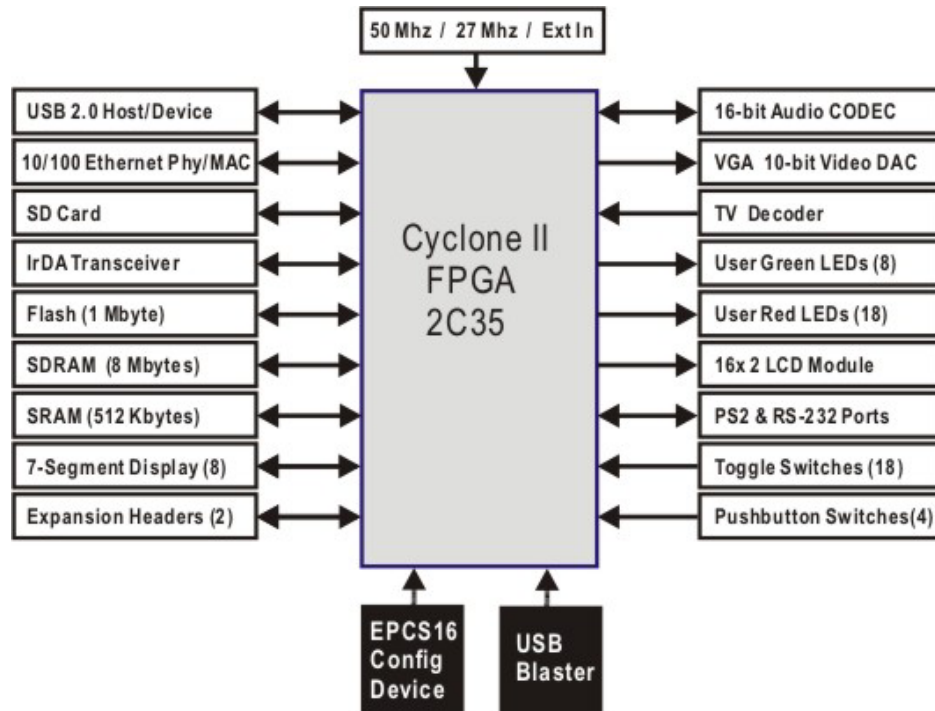 50 Mhz / 27 Mhz / Ext In
USB 2.0 Host/Device
10/100 Ethernet Phy/MAC
SD Card
IrDA Transceiver
Flash (1 Mbyte)
SDRAM (8 Mbytes)
SRAM (512 Kbytes)
7-Segment Display (8)
Expansion Headers (2)
Cyclone II
FPGA
2C35
16-bit Audio CODEC
VGA 10-bit Video DAC
TV Decoder
User Green LEDs (8)
User Red LEDs (18)
16x 2 LCD Module
PS2 & RS-232 Ports
Toggle Switches (18)
Pushbutton Switches(4)
EPCS16
Config
Device
USB
Blaster